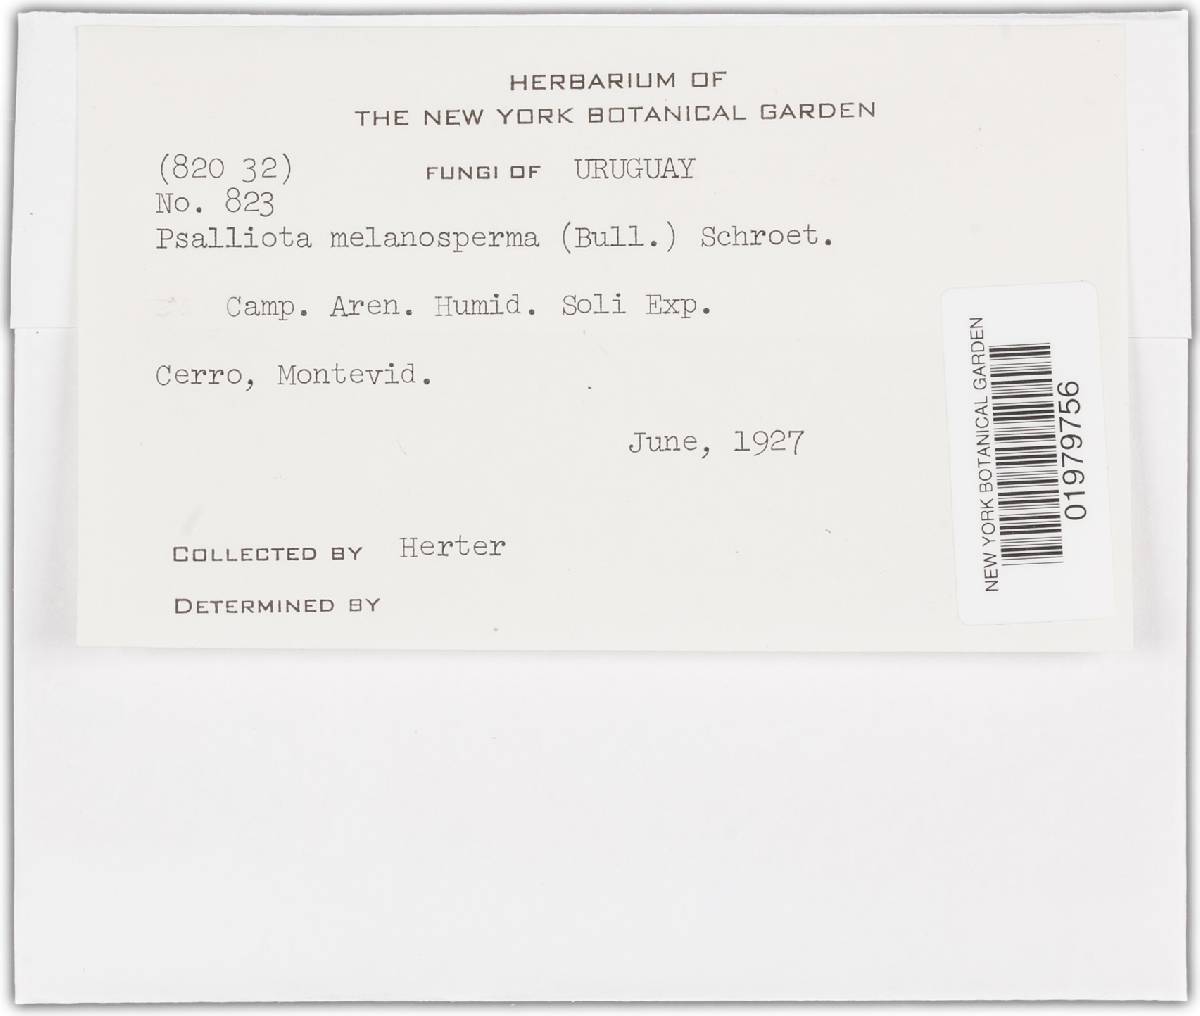 HERBARIUM OF
THE NEW YORK BOTANICAL GARDEN
(820 32) FUNGI OF URUGUAY
No. 823
Psalliota melanosperma (Bull.) Schroet.
Camp. Aren. Humid. Soli Exp.
Cerro, Montevid.
June, 1927
COLLECTED BY Herter
DETERMINED BY
NEW YORK BOTANICAL GARDEN
01979756